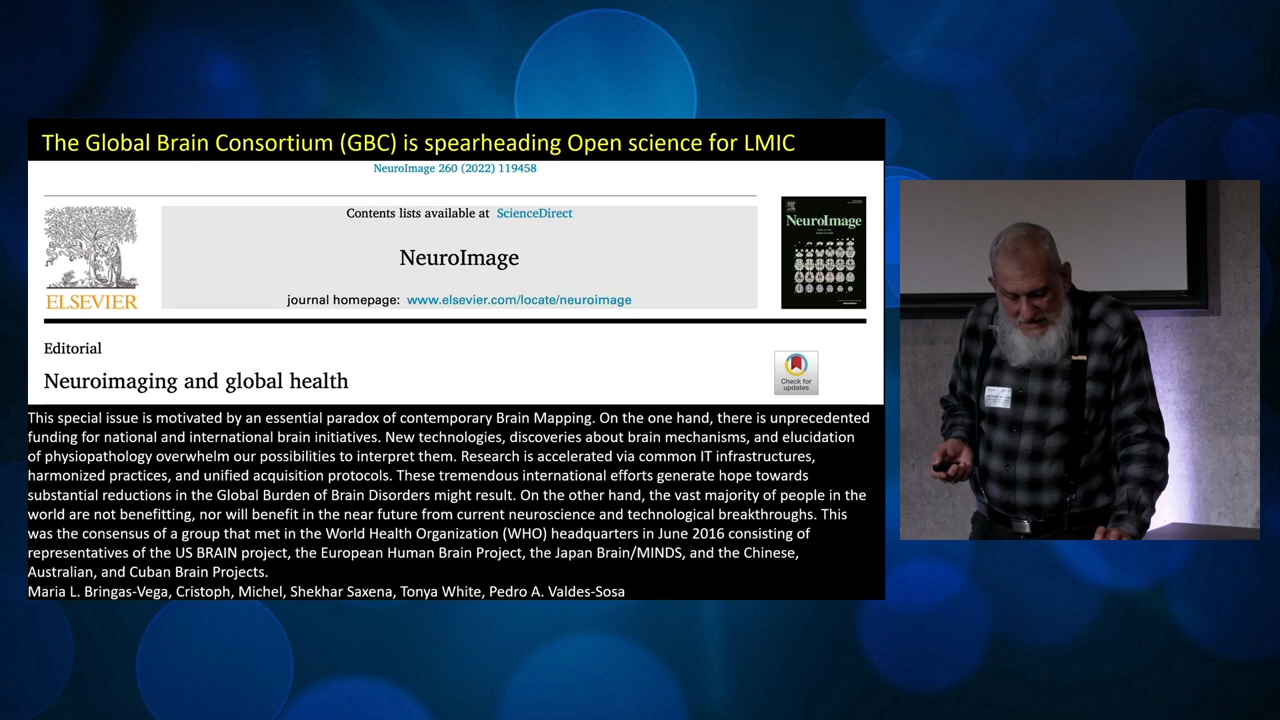 The Global Brain Consortium (GBC) is spearheading Open science for LMIC
NeuroImage 260 (2022) 119458
Contents lists available at ScienceDirect
NeuroImage
journal homepage: www.elsevier.com/locate/neuroimage
ELSEVIER
NeuroImage
Editorial
Neuroimaging and global health
Check for
updates
This special issue is motivated by an essential paradox of contemporary Brain Mapping. On the one hand, there is unprecedented
funding for national and international brain initiatives. New technologies, discoveries about brain mechanisms, and elucidation
of physiopathology overwhelm our possibilities to interpret them. Research is accelerated via common IT infrastructures,
harmonized practices, and unified acquisition protocols. These tremendous international efforts generate hope towards
substantial reductions in the Global Burden of Brain Disorders might result. On the other hand, the vast majority of people in the
world are not benefitting, nor will benefit in the near future from current neuroscience and technological breakthroughs. This
was the consensus of a group that met in the World Health Organization (WHO) headquarters in June 2016 consisting of
representatives of the US BRAIN project, the European Human Brain Project, the Japan Brain/MINDS, and the Chinese,
Australian, and Cuban Brain Projects.
Maria L. Bringas-Vega, Cristoph, Michel, Shekhar Saxena, Tonya White, Pedro A. Valdes-Sosa